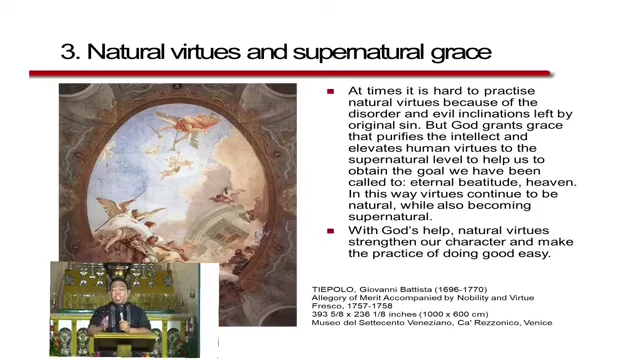 3. Natural virtues and supernatural grace
At times it is hard to practise
natural virtues because of the
disorder and evil inclinations left by
original sin. But God grants grace
that purifies the intellect and
elevates human virtues to the
supernatural level to help us to
obtain the goal we have been
called to: eternal beatitude, heaven.
In this way virtues continue to be
natural, while also becoming
supernatural.
With God's help, natural virtues
strengthen our character and make
the practice of doing good easy.
TIEPOLO, Giovanni Battista (1696-1770)
Allegory of Merit Accompanied by Nobility and Virtue
Fresco, 1757-1758
393 5/8 x 236 1/8 inches (1000 x 600 cm)
Museo del Settecento Veneziano, Ca' Rezzonico, Venice